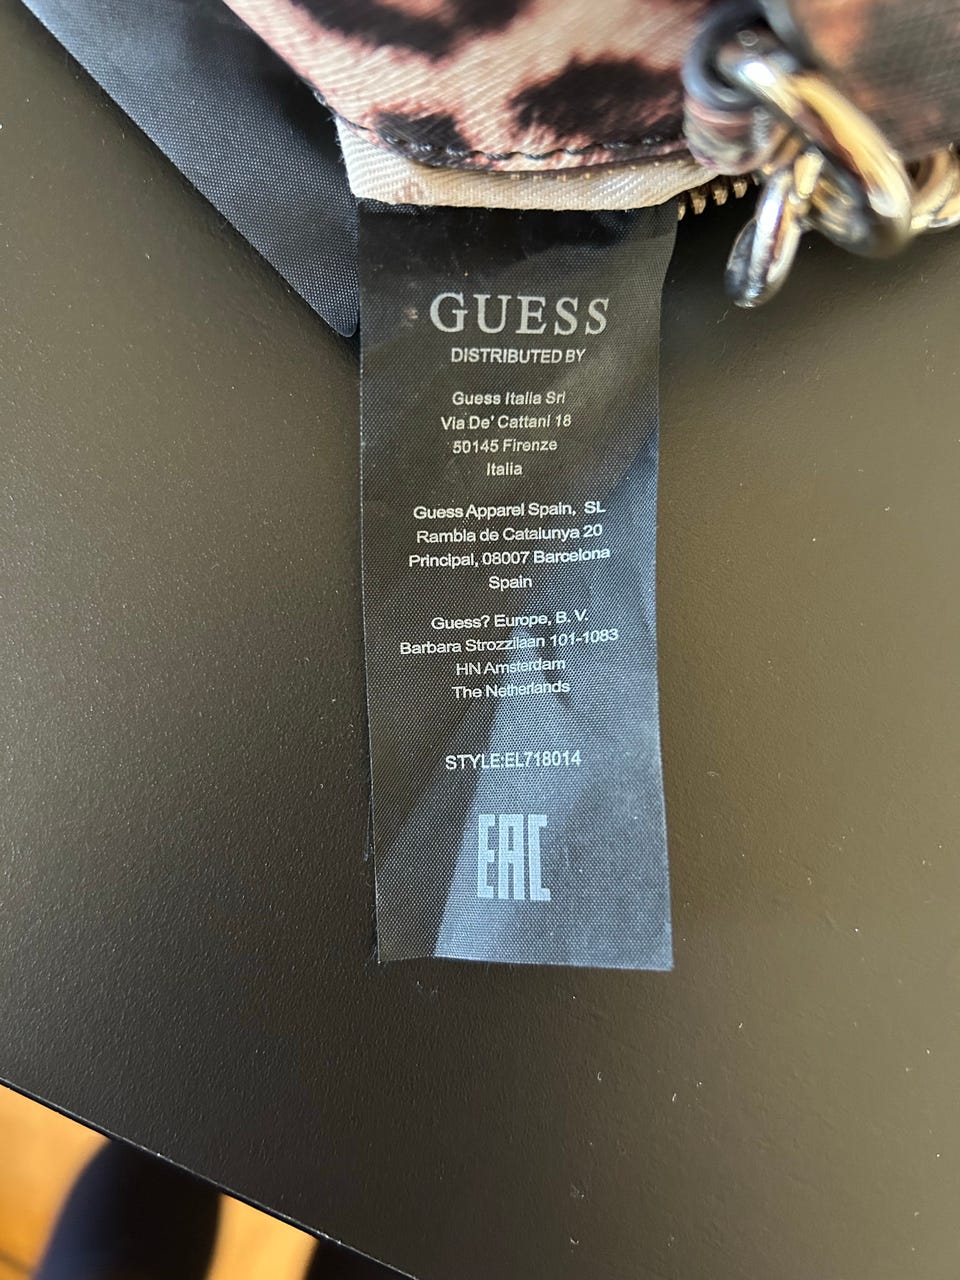 GUESS
DISTRIBUTED BY
Guess Italia Srl
Via De' Cattani 18
50145 Firenze
Italia
Guess Apparel Spain, SL
Rambla de Catalunya 20
Principal, 08007 Barcelona
Spain
Guess? Europe, B. V.
Barbara Strozzilaan 101-1083
HN Amsterdam
The Netherlands
STYLE:EL718014
EAC